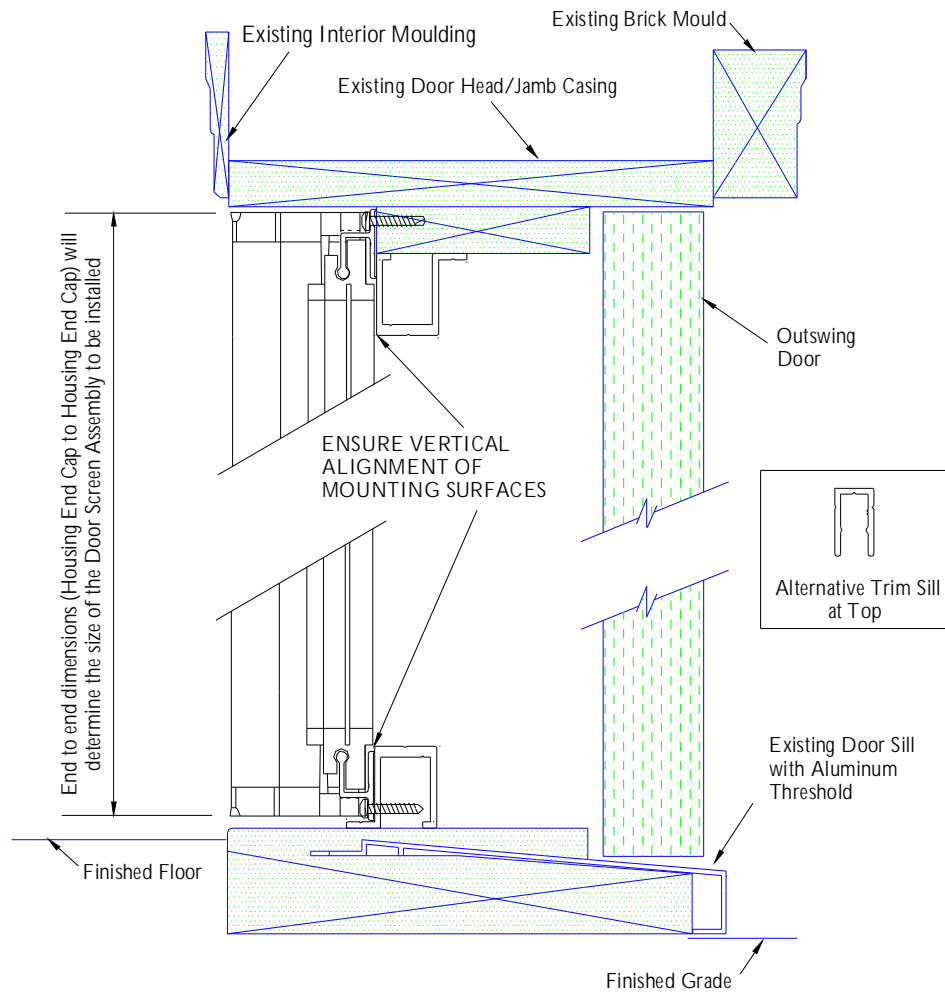 Existing Brick Mould
Existing Interior Moulding
Existing Door Head/Jamb Casing
End to end dimensions (Housing End Cap to Housing End Cap) will
determine the size of the Door Screen Assembly to be installed
Outswing
Door
ENSURE VERTICAL
ALIGNMENT OF
MOUNTING SURFACES
Alternative Trim Sill
at Top
Existing Door Sill
with Aluminum
Threshold
Finished Floor
Finished Grade